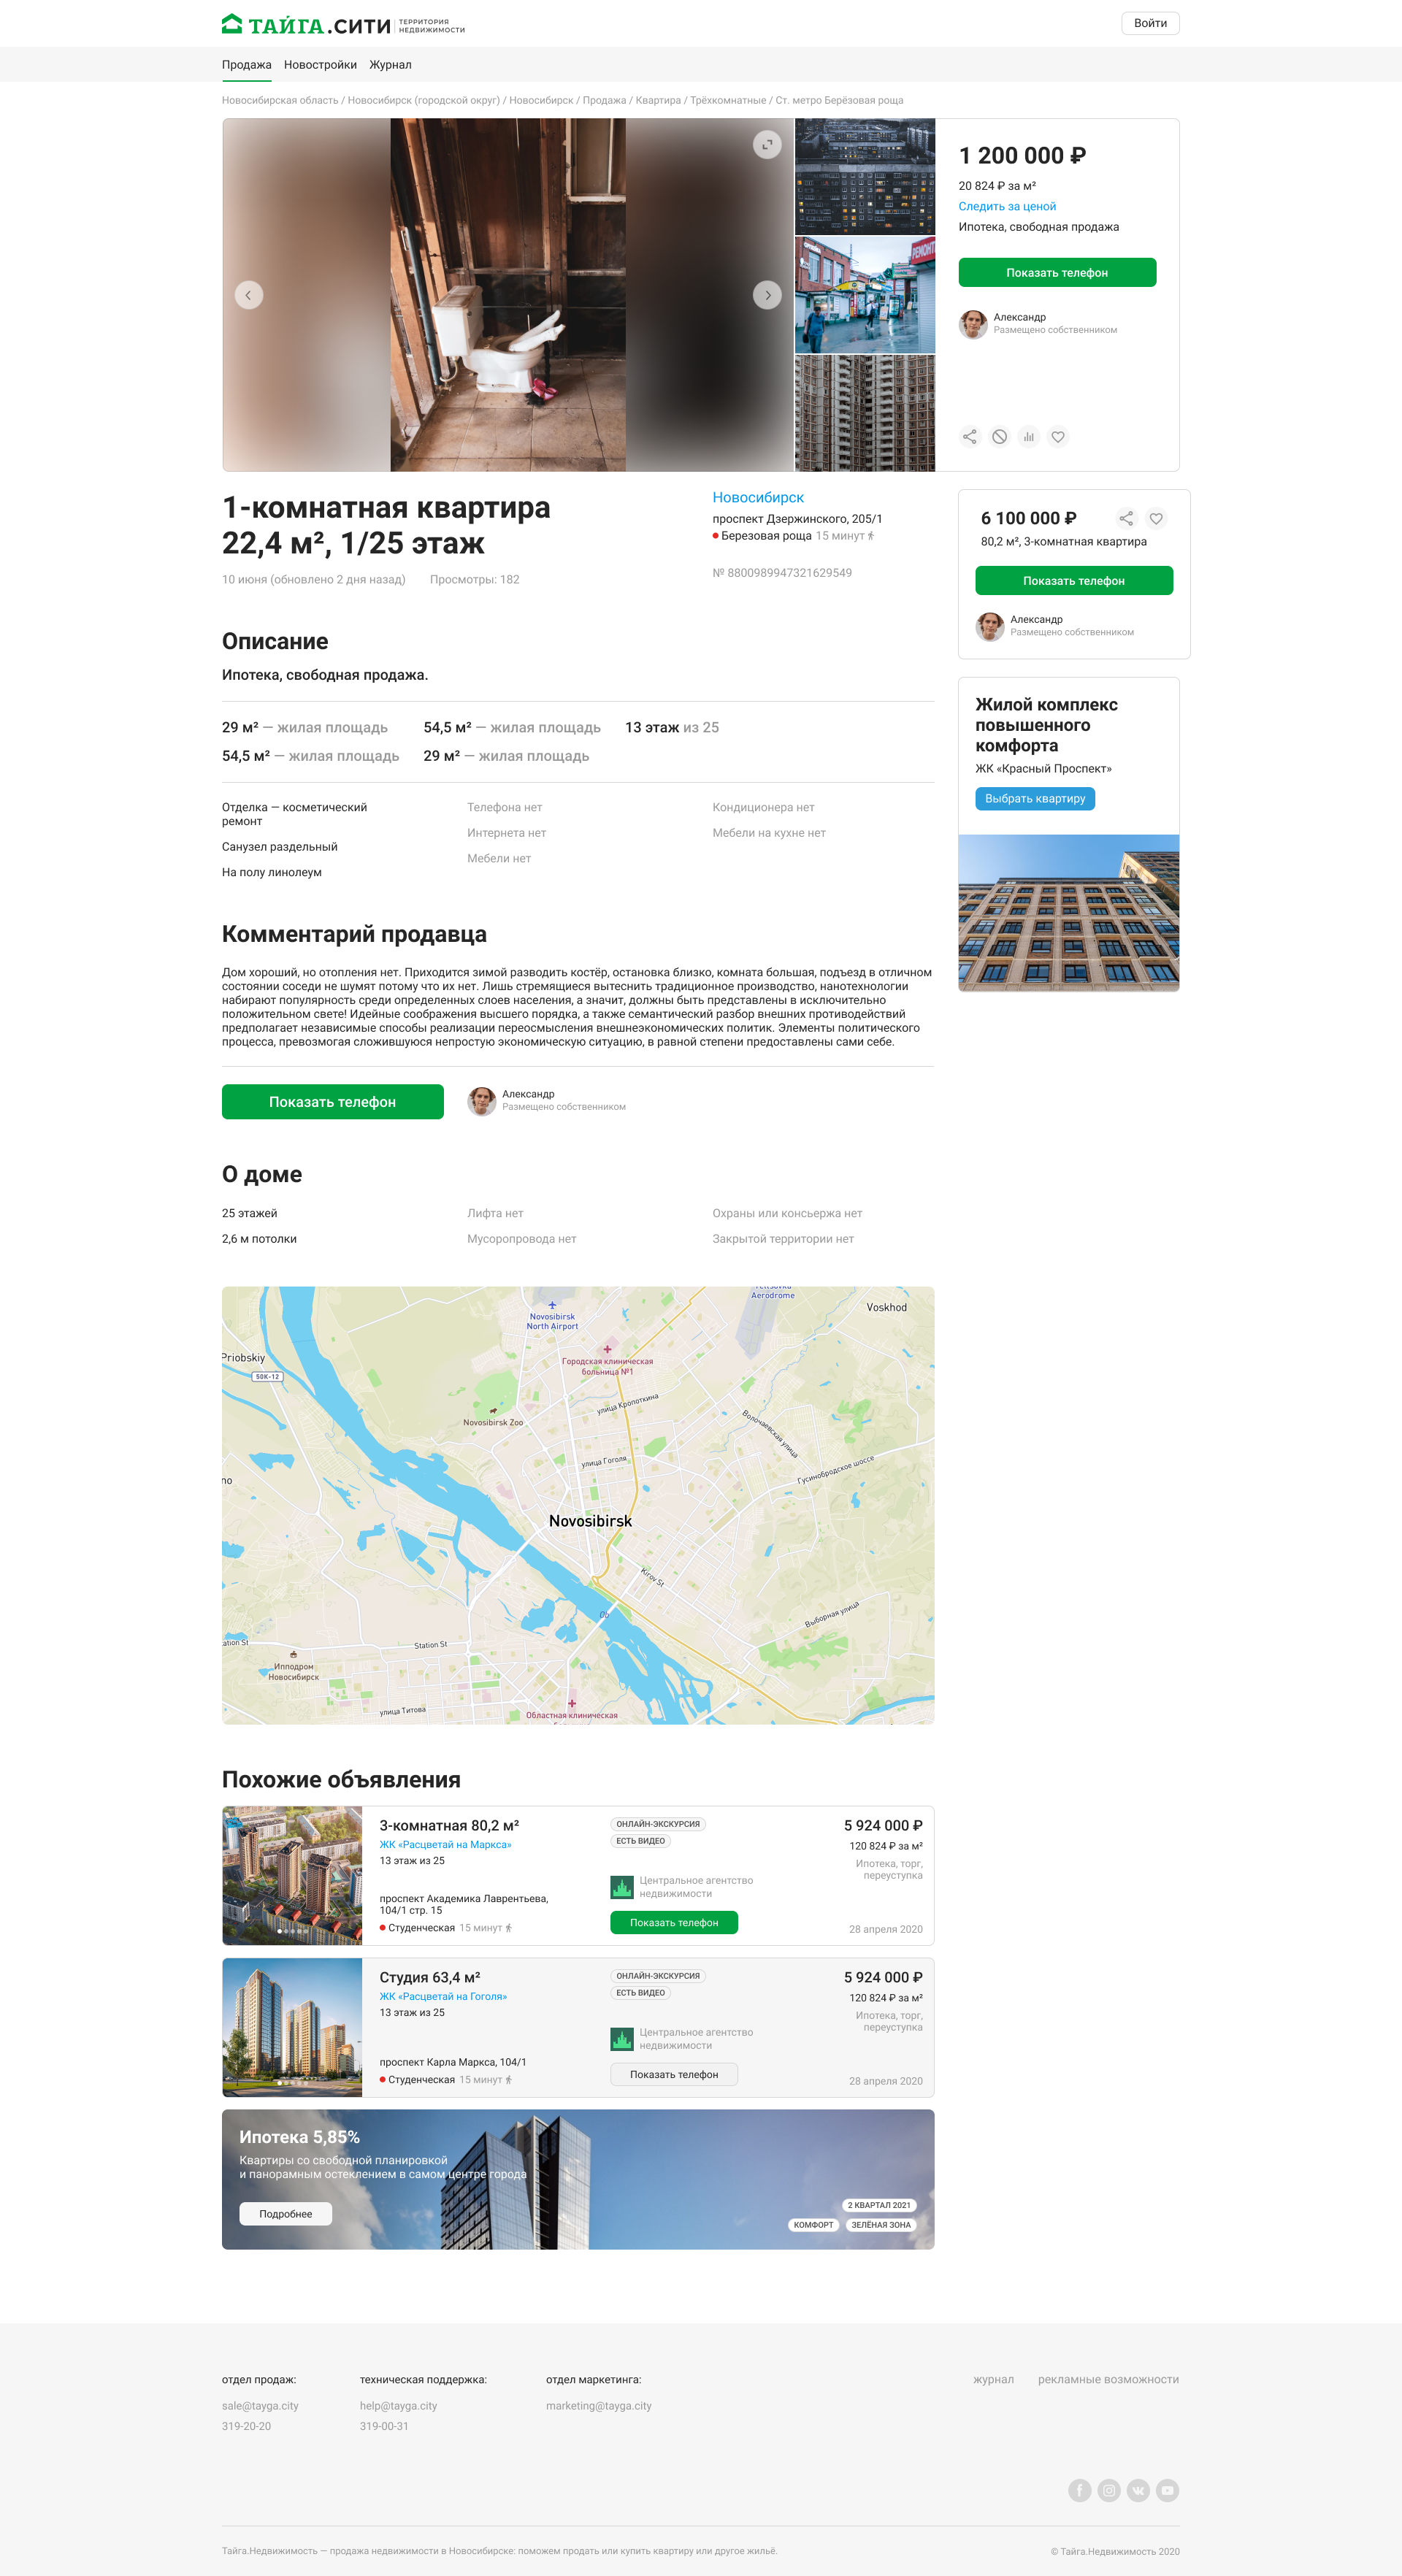 ТАЙГА.СИТИ
ТЕРРИТОРИЯ
НЕДВИЖИМОСТИ
Войти
Продажа Новостройки Журнал
Новосибирская область / Новосибирск (городской округ) / Новосибирск / Продажа / Квартира / Трёхкомнатные / Ст. метро Берёзовая роща
РЕМОНТ
1 200 000 ₽
20 824 ₽ за м²
Следить за ценой
Ипотека, свободная продажа
Показать телефон
Александр
Размещено собственником
1-комнатная квартира
22,4 м², 1/25 этаж
10 июня (обновлено 2 дня назад) Просмотры: 182
Новосибирск
проспект Дзержинского, 205/1
Березовая роща 15 минут
№ 8800989947321629549
6 100 000 ₽
80,2 м², 3-комнатная квартира
Показать телефон
Александр
Размещено собственником
Описание
Ипотека, свободная продажа.
29 м² — жилая площадь 54,5 м² — жилая площадь 13 этаж из 25
54,5 м² — жилая площадь 29 м² — жилая площадь
Отделка — косметический
ремонт
Санузел раздельный
На полу линолеум
Телефона нет
Интернета нет
Мебели нет
Кондиционера нет
Мебели на кухне нет
Жилой комплекс
повышенного
комфорта
ЖК «Красный Проспект»
Выбрать квартиру
Комментарий продавца
Дом хороший, но отопления нет. Приходится зимой разводить костёр, остановка близко, комната большая, подъезд в отличном
состоянии соседи не шумят потому что их нет. Лишь стремящиеся вытеснить традиционное производство, нанотехнологии
набирают популярность среди определенных слоев населения, а значит, должны быть представлены в исключительно
положительном свете! Идейные соображения высшего порядка, а также семантический разбор внешних противодействий
предполагает независимые способы реализации переосмысления внешнеэкономических политик. Элементы политического
процесса, превозмогая сложившуюся непростую экономическую ситуацию, в равной степени предоставлены сами себе.
Показать телефон
Александр
Размещено собственником
О доме
25 этажей
2,6 м потолки
Лифта нет
Мусоропровода нет
Охраны или консьержа нет
Закрытой территории нет
Aerodrome
Voskhod
Novosibirsk
North Airport
Priobskiy
50К-12
Городская клиническая
больница №1
улица Кропоткина
Novosibirsk Zoo
Волочаевская улица
улица Гоголя
Гусинобродское шоссе
no
Novosibirsk
Kirov St
Ob
Выборная улица
ation St
Station St
Ипподром
Новосибирск
улица Титова
Областная клиническая
Похожие объявления
3-комнатная 80,2 м²
ЖК «Расцветай на Маркса»
13 этаж из 25
проспект Академика Лаврентьева,
104/1 стр. 15
Студенческая 15 минут
ОНЛАЙН-ЭКСКУРСИЯ
ЕСТЬ ВИДЕО
Центральное агентство
недвижимости
Показать телефон
5 924 000 ₽
120 824 ₽ за м²
Ипотека, торг,
переуступка
28 апреля 2020
Студия 63,4 м²
ЖК «Расцветай на Гоголя»
13 этаж из 25
проспект Карла Маркса, 104/1
Студенческая 15 минут
ОНЛАЙН-ЭКСКУРСИЯ
ЕСТЬ ВИДЕО
Центральное агентство
недвижимости
Показать телефон
5 924 000 ₽
120 824 ₽ за м²
Ипотека, торг,
переуступка
28 апреля 2020
Ипотека 5,85%
Квартиры со свободной планировкой
и панорамным остеклением в самом центре города
Подробнее
2 КВАРТАЛ 2021
КОМФОРТ ЗЕЛЁНАЯ ЗОНА
отдел продаж:
sale@tayga.city
319-20-20
техническая поддержка:
help@tayga.city
319-00-31
отдел маркетинга:
marketing@tayga.city
журнал рекламные возможности
Тайга.Недвижимость — продажа недвижимости в Новосибирске: поможем продать или купить квартиру или другое жильё.
© Тайга.Недвижимость 2020